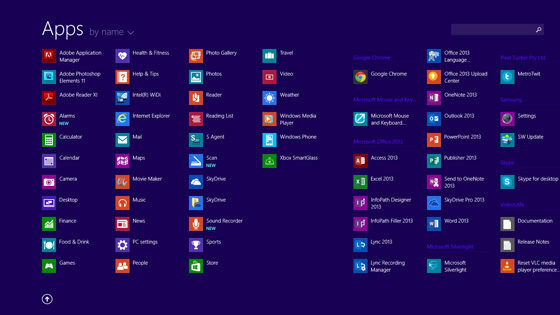 Apps by name
Adobe Application
Manager
Adobe Photoshop
Elements 11
Adobe Reader XI
Alarms
NEW
Calculator
Calendar
Camera
Desktop
Finance
Food & Drink
Games
Health & Fitness
Help & Tips
Intel(R) WiDi
Internet Explorer
Mail
Maps
Movie Maker
Music
News
PC settings
People
Photo Gallery
Photos
Reader
Reading List
S Agent
Scan
NEW
SkyDrive
SkyDrive
Sound Recorder
NEW
Sports
Store
Travel
Video
Weather
Windows Media
Player
Windows Phone
Xbox SmartGlass
Google Chrome
Google Chrome
Microsoft Mouse and Key...
Microsoft Mouse
and Keyboard...
Microsoft Office 2013
Access 2013
Excel 2013
InfoPath Designer
2013
InfoPath Filler 2013
Lync 2013
Lync Recording
Manager
Office 2013
Language...
Office 2013 Upload
Center
OneNote 2013
Outlook 2013
PowerPoint 2013
Publisher 2013
Send to OneNote
2013
SkyDrive Pro 2013
Word 2013
Microsoft Silverlight
Microsoft
Silverlight
Pixel Tucker Pty Ltd
MetroTwit
Samsung
Settings
SW Update
Skype
Skype for desktop
VideoLAN
Documentation
Release Notes
Reset VLC media
player preference...